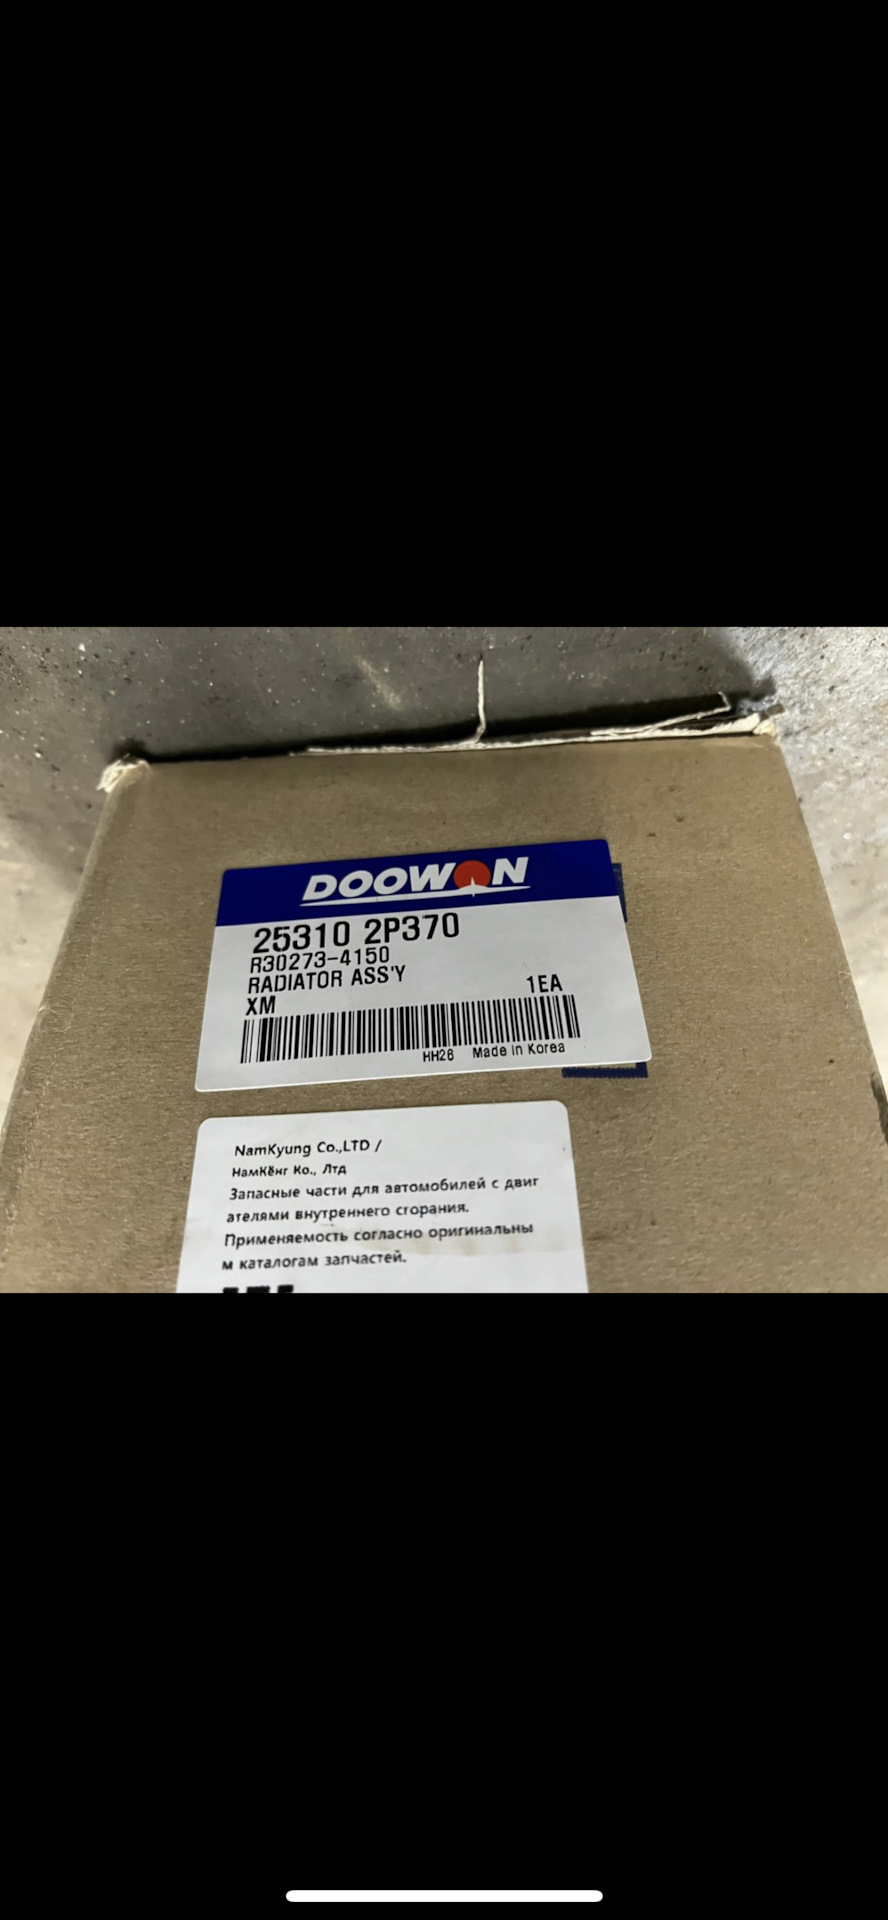 DOOWON
25310 2P370
R30273-4150
RADIATOR ASS'Y
XM 1EA
HH26 Made in Korea
NamKyung Co.,LTD /
НамКёнг Ко., Лтд
Запасные части для автомобилей с двиг
ателями внутреннего сгорания.
Применяемость согласно оригинальны
м каталогам запчастей.